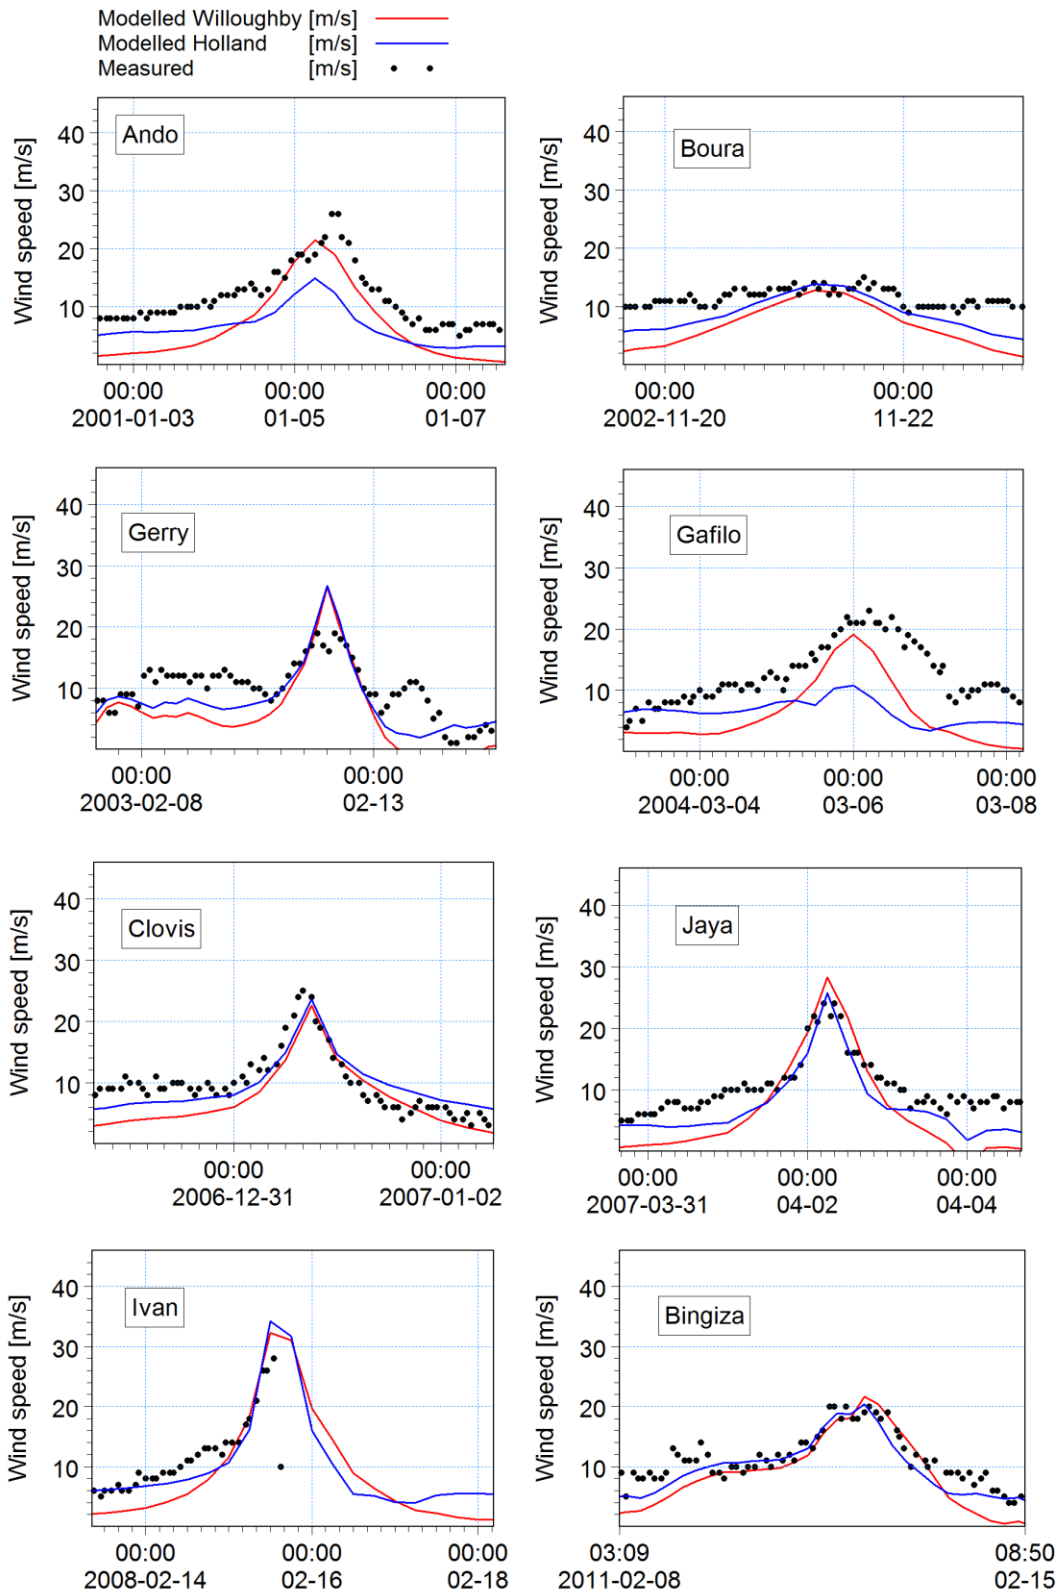 Modelled Willoughby [m/s]
Modelled Holland [m/s]
Measured [m/s]
Wind speed [m/s]
40
30
20
10
Ando
00:00 00:00 00:00
2001-01-03 01-05 01-07
Wind speed [m/s]
40
30
20
10
Boura
00:00 00:00
2002-11-20 11-22
Wind speed [m/s]
40
30
20
10
Gerry
00:00 00:00
2003-02-08 02-13
Wind speed [m/s]
40
30
20
10
Gafilo
00:00 00:00 00:00
2004-03-04 03-06 03-08
Wind speed [m/s]
40
30
20
10
Clovis
00:00 00:00
2006-12-31 2007-01-02
Wind speed [m/s]
40
30
20
10
Jaya
00:00 00:00 00:00
2007-03-31 04-02 04-04
Wind speed [m/s]
40
30
20
10
Ivan
00:00 00:00 00:00
2008-02-14 02-16 02-18
Wind speed [m/s]
40
30
20
10
Bingiza
03:09 08:50
2011-02-08 02-15